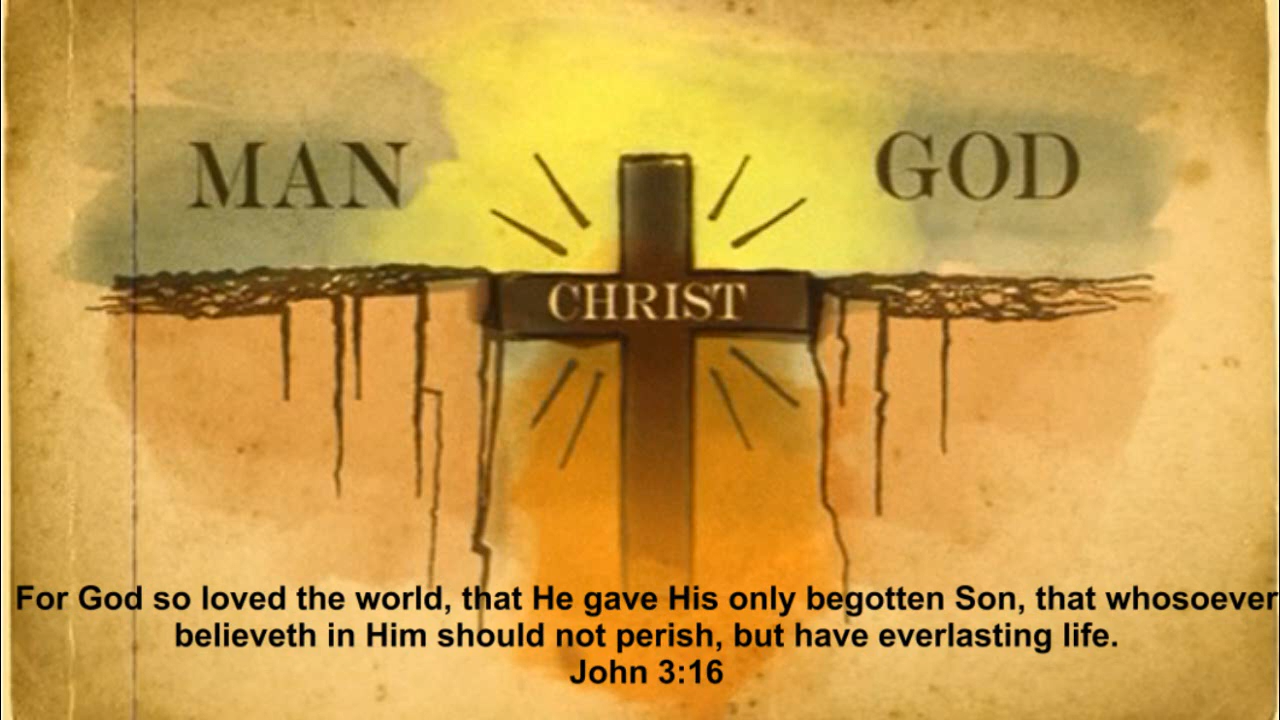 MAN
GOD
CHRIST
For God so loved the world, that He gave His only begotten Son, that whosoever
believeth in Him should not perish, but have everlasting life.
John 3:16